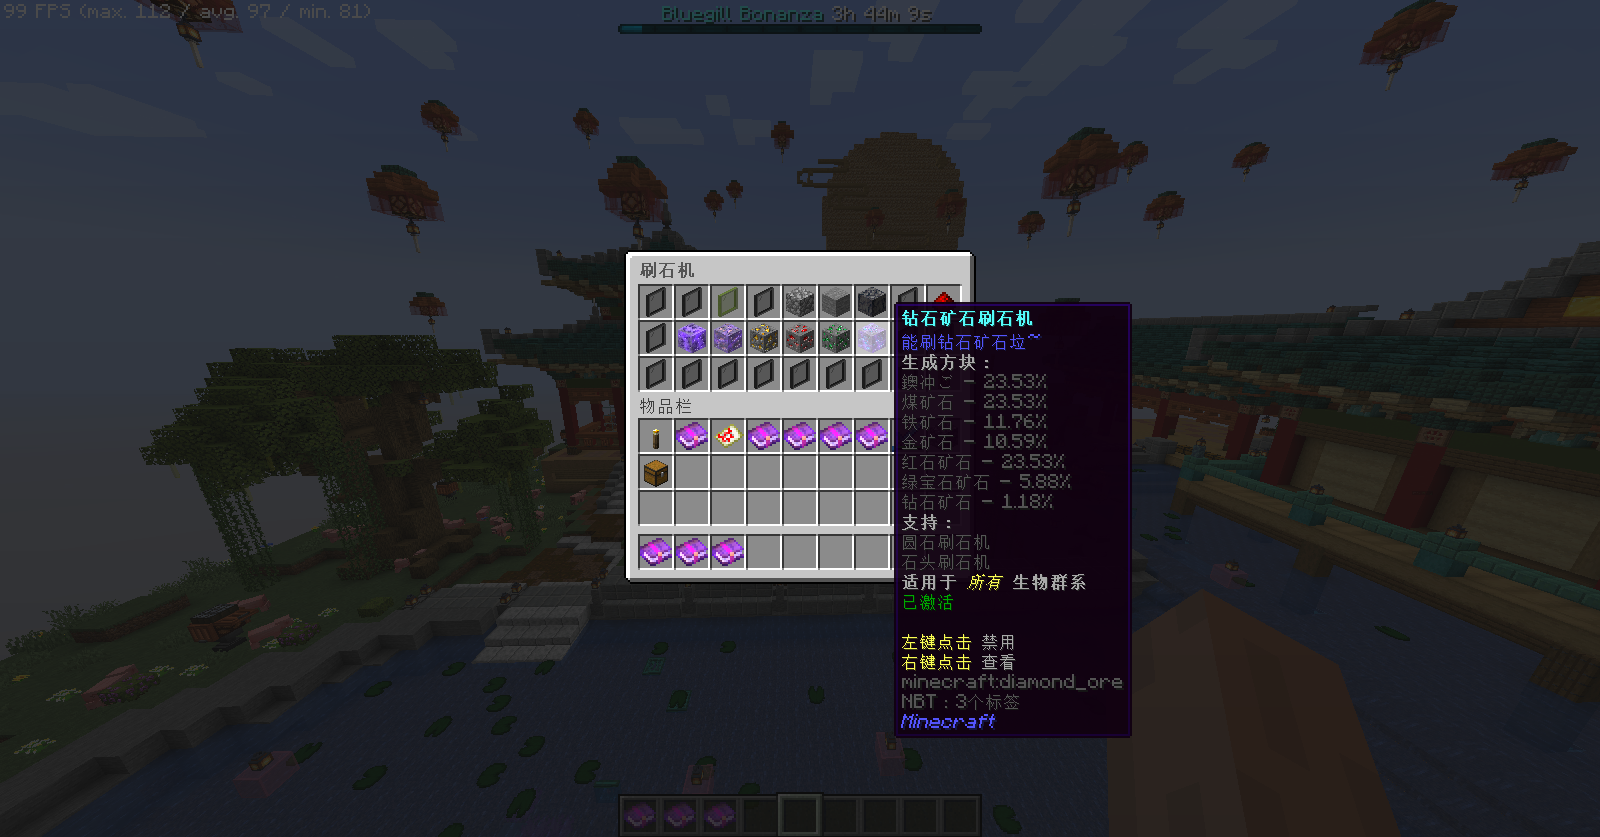 99 FPS (max. 112 / avg. 97 / min. 81)
Bluegill Bonanza 3h 44m 9s
刷石机
物品栏
钻石矿石刷石机
能刷钻石矿石垃~
生成方块：
- 23.53%
煤矿石 - 23.53%
铁矿石 - 11.76%
金矿石 - 10.59%
红石矿石 - 23.53%
绿宝石矿石 - 5.88%
钻石矿石 - 1.18%
支持：
圆石刷石机
石头刷石机
适用于 所有 生物群系
已激活
左键点击 禁用
右键点击 查看
minecraft:diamond_ore
NBT：3个标签
Minecraft